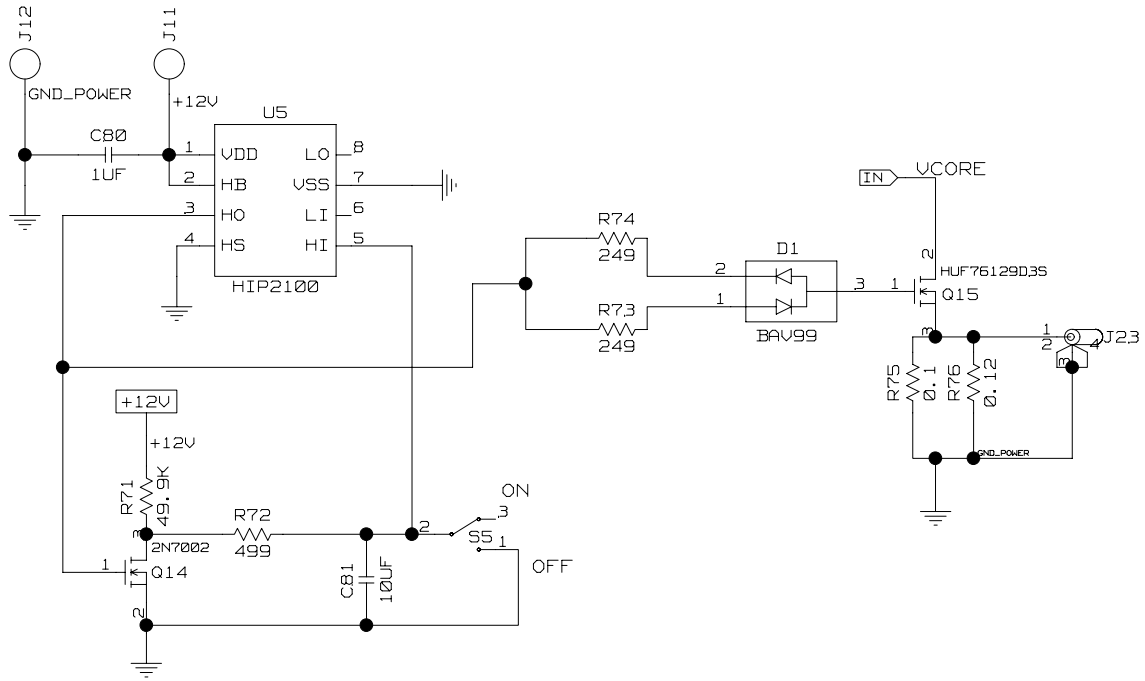 J12
J11
GND_POWER
+12V
U5
C80
1UF
1 VDD LO 8
2 HB VSS 7
3 HO LI 6
4 HS HI 5
HIP2100
IN
VCORE
R74
249
R73
249
D1
2
1
3
BAV99
2
HUF76129D3S
1
Q15
3
1
2
3
4
J23
R75
0.1
R76
0.12
GND_POWER
+12V
+12V
R71
49.9K
3
2N7002
1
Q14
2
R72
499
C81
10UF
2
ON
3
S5
1
OFF